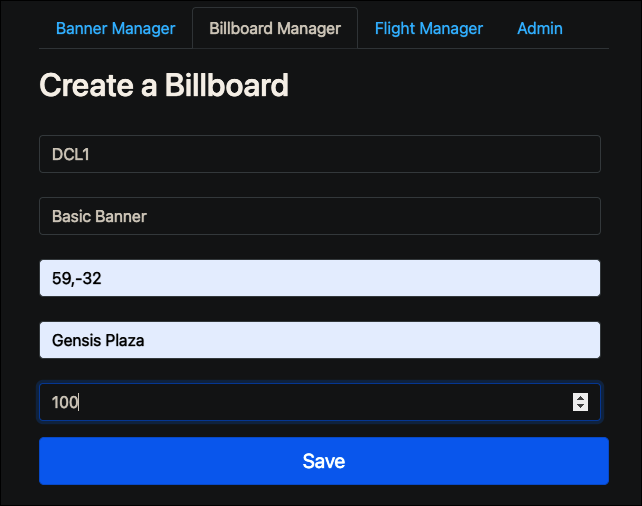 Banner Manager Billboard Manager Flight Manager Admin
Create a Billboard
DCL1
Basic Banner
59,-32
Gensis Plaza
100
Save